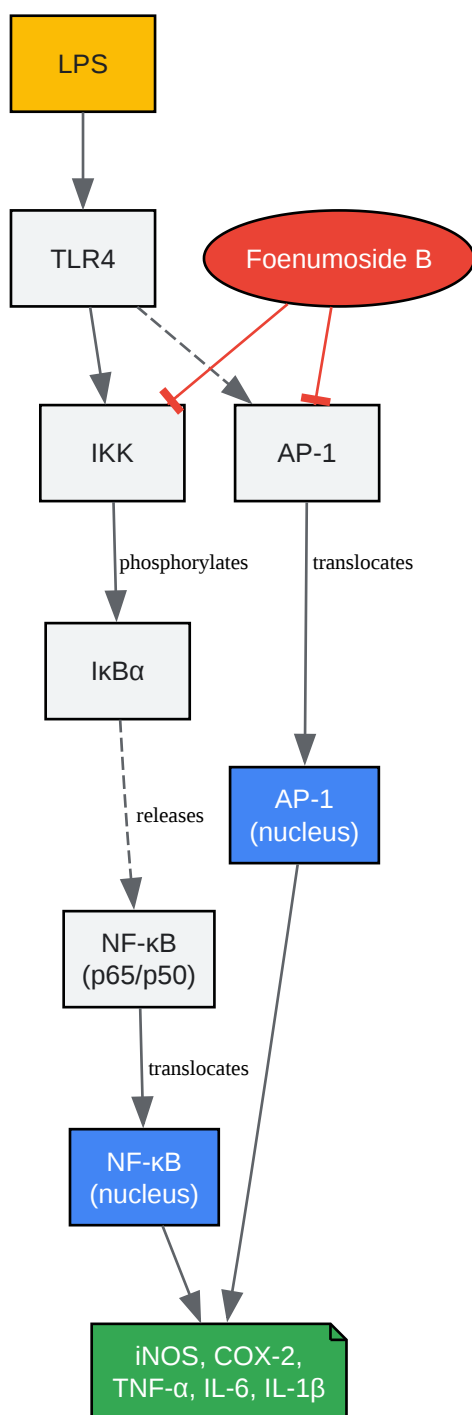 LPS
TLR4
Foenumoside B
IKK
AP-1
phosphorylates
translocates
IκBα
AP-1
(nucleus)
releases
NF-κB
(p65/p50)
translocates
NF-κB
(nucleus)
iNOS, COX-2,
TNF-α, IL-6, IL-1β